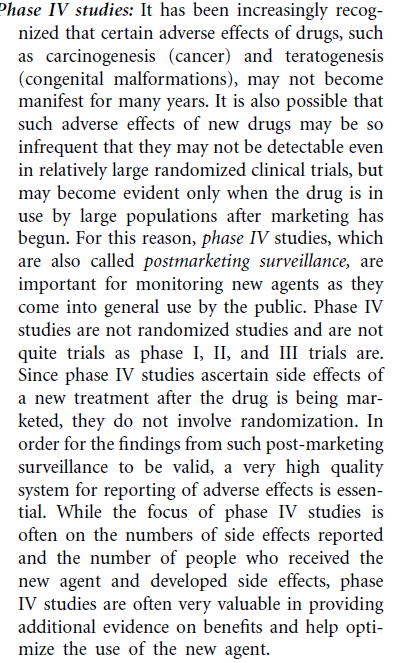 Phase IV studies: It has been increasingly recog-
nized that certain adverse effects of drugs, such
as carcinogenesis (cancer) and teratogenesis
(congenital malformations), may not become
manifest for many years. It is also possible that
such adverse effects of new drugs may be so
infrequent that they may not be detectable even
in relatively large randomized clinical trials, but
may become evident only when the drug is in
use by large populations after marketing has
begun. For this reason, phase IV studies, which
are also called postmarketing surveillance, are
important for monitoring new agents as they
come into general use by the public. Phase IV
studies are not randomized studies and are not
quite trials as phase I, II, and III trials are.
Since phase IV studies ascertain side effects of
a new treatment after the drug is being mar-
keted, they do not involve randomization. In
order for the findings from such post-marketing
surveillance to be valid, a very high quality
system for reporting of adverse effects is essen-
tial. While the focus of phase IV studies is
often on the numbers of side effects reported
and the number of people who received the
new agent and developed side effects, phase
IV studies are often very valuable in providing
additional evidence on benefits and help opti-
mize the use of the new agent.